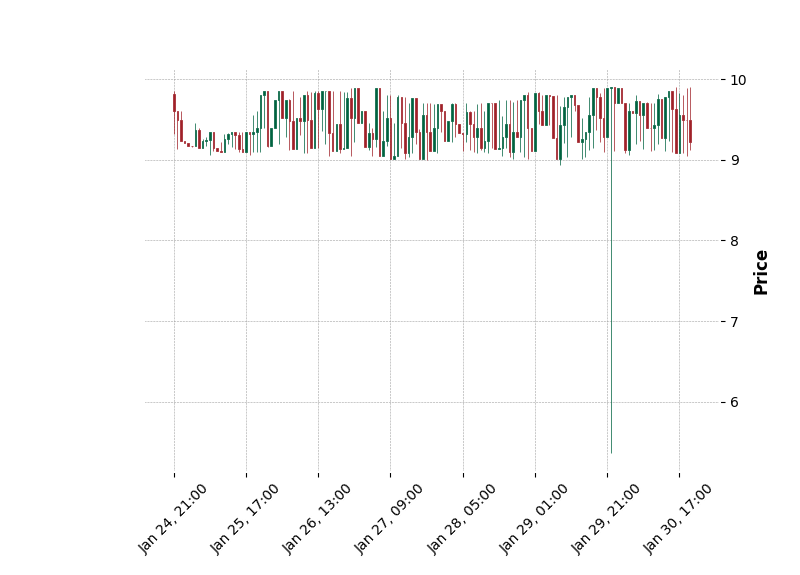 10
9
8
7
6
Price
Jan 24, 21:00
Jan 25, 17:00
Jan 26, 13:00
Jan 27, 09:00
Jan 28, 05:00
Jan 29, 01:00
Jan 29, 21:00
Jan 30, 17:00